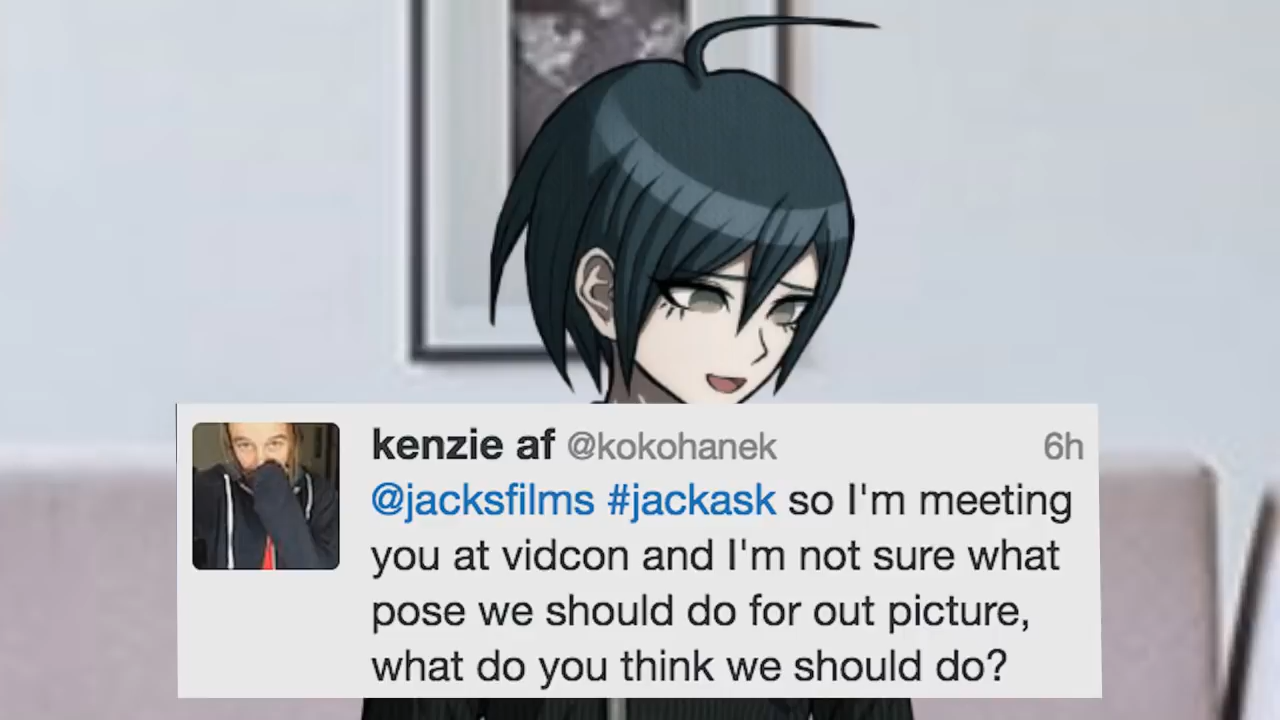 kenzie af @kokohanek 6h
@jacksfilms #jackask so I'm meeting
you at vidcon and I'm not sure what
pose we should do for out picture,
what do you think we should do?